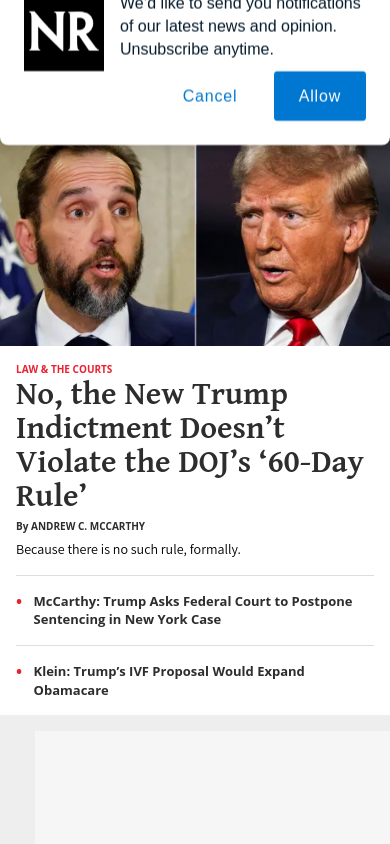 We'd like to send you notifications
NR
of our latest news and opinion.
Unsubscribe anytime.
Cancel
Allow
LAW & THE COURTS
No, the New Trump
Indictment Doesn’t
Violate the DOJ’s ‘60-Day
Rule’
By ANDREW C. MCCARTHY
Because there is no such rule, formally.
McCarthy: Trump Asks Federal Court to Postpone
Sentencing in New York Case
Klein: Trump’s IVF Proposal Would Expand
Obamacare